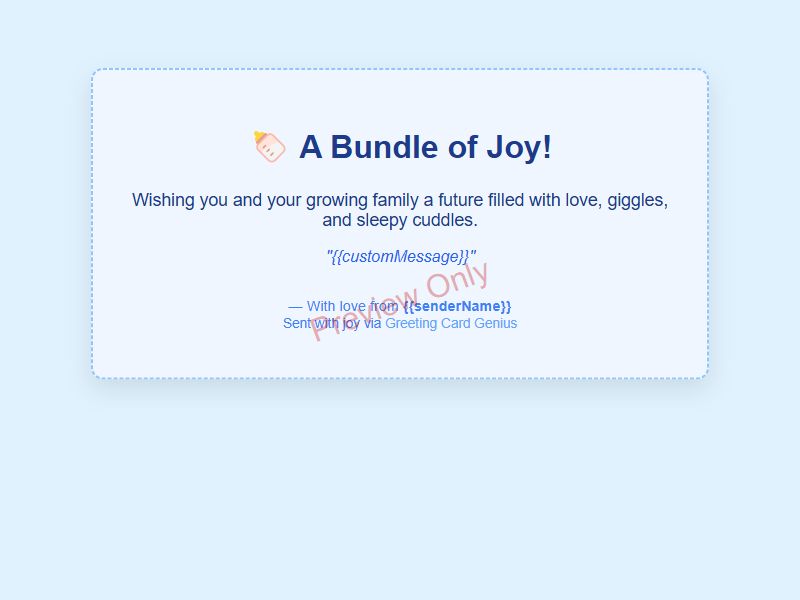 A Bundle of Joy!
Wishing you and your growing family a future filled with love, giggles,
and sleepy cuddles.
"{{customMessage}}"
— With love from {{senderName}}
Sent with joy via Greeting Card Genius
Preview Only